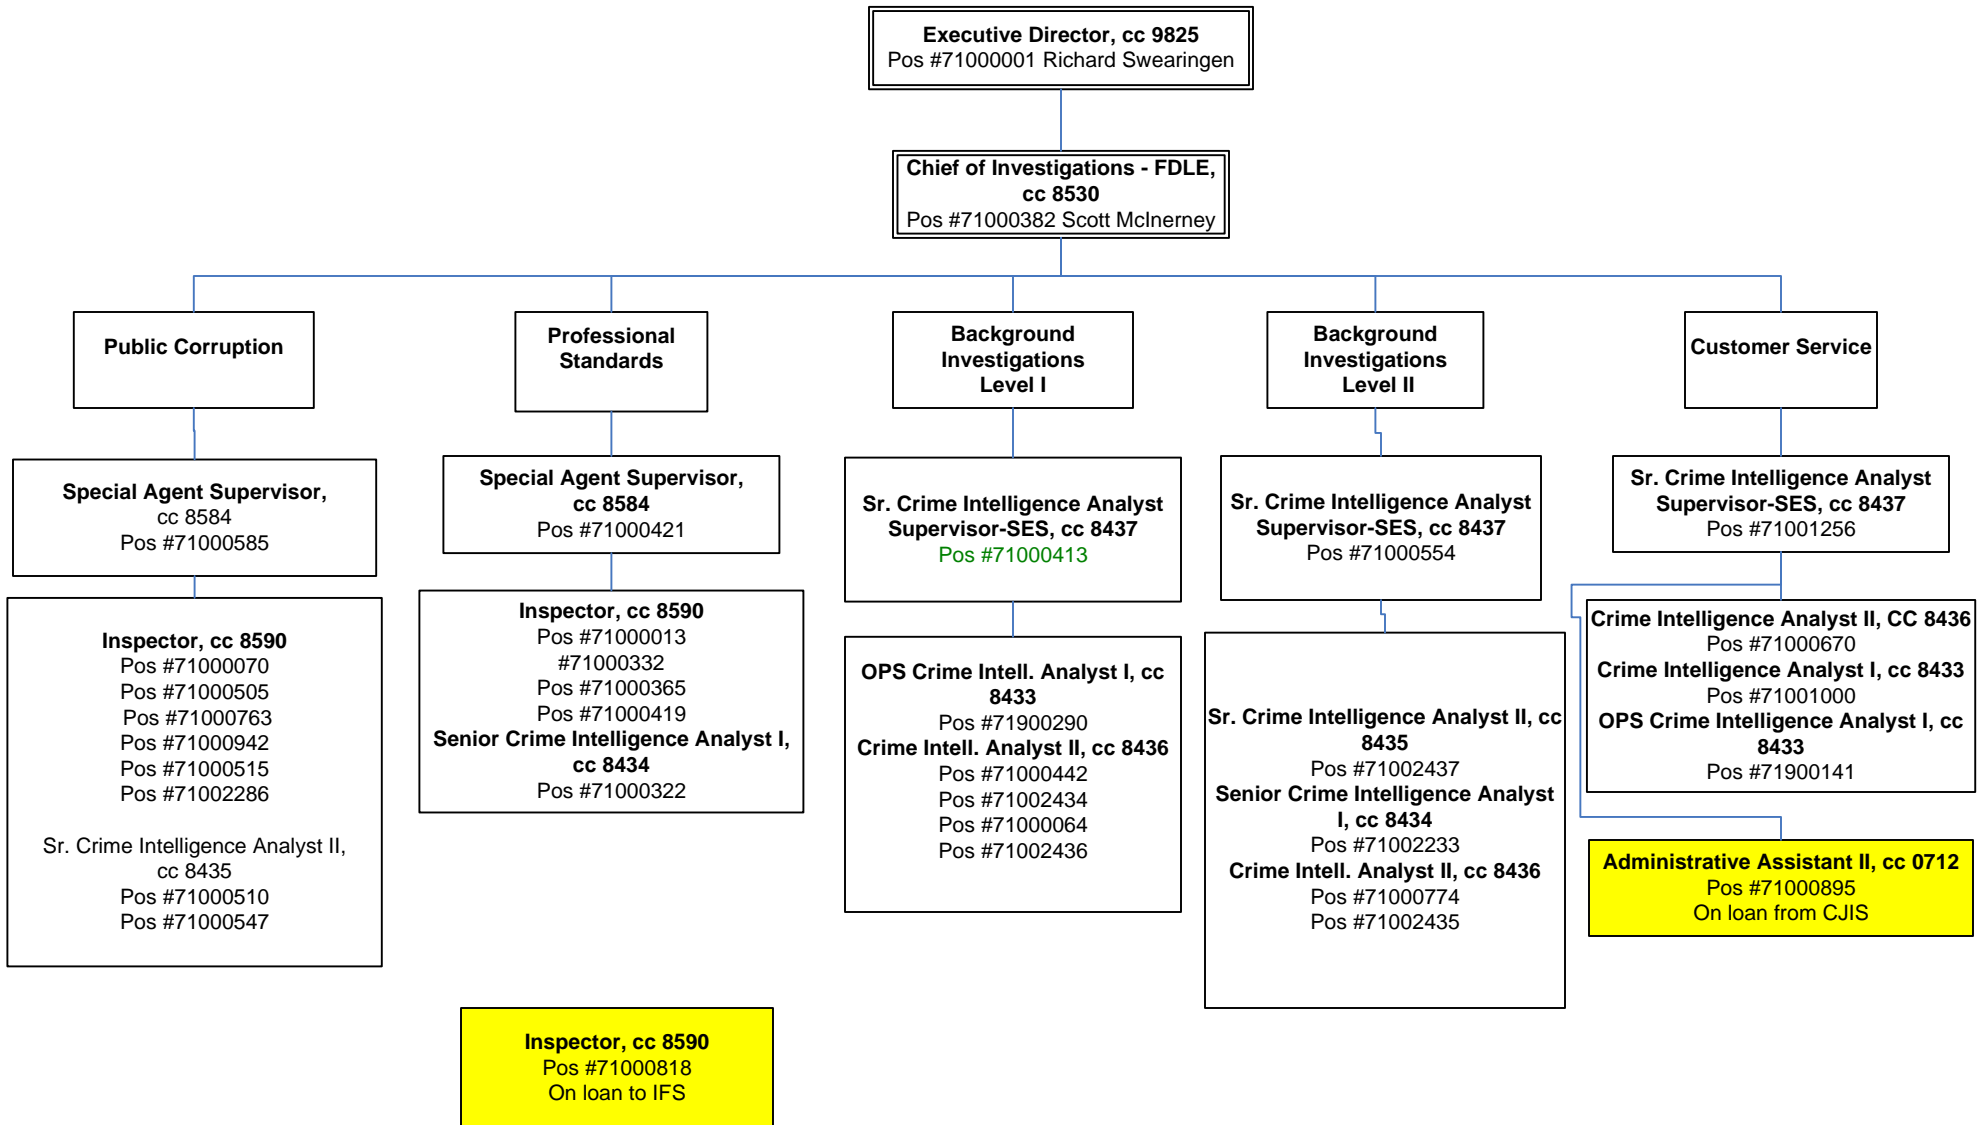 Executive Director, cc 9825
Pos #71000001 Richard Swearingen
Chief of Investigations - FDLE,
cc 8530
Pos #71000382 Scott McInerney
Public Corruption
Professional
Standards
Background
Investigations
Level I
Background
Investigations
Level II
Customer Service
Special Agent Supervisor,
cc 8584
Pos #71000585
Special Agent Supervisor,
cc 8584
Pos #71000421
Sr. Crime Intelligence Analyst
Supervisor-SES, cc 8437
Pos #71000413
Sr. Crime Intelligence Analyst
Supervisor-SES, cc 8437
Pos #71000554
Sr. Crime Intelligence Analyst
Supervisor-SES, cc 8437
Pos #71001256
Inspector, cc 8590
Pos #71000070
Pos #71000505
Pos #71000763
Pos #71000942
Pos #71000515
Pos #71002286
Sr. Crime Intelligence Analyst II,
cc 8435
Pos #71000510
Pos #71000547
Inspector, cc 8590
Pos #71000013
#71000332
Pos #71000365
Pos #71000419
Senior Crime Intelligence Analyst I,
cc 8434
Pos #71000322
OPS Crime Intell. Analyst I, cc
8433
Pos #71900290
Crime Intell. Analyst II, cc 8436
Pos #71000442
Pos #71002434
Pos #71000064
Pos #71002436
Sr. Crime Intelligence Analyst II, cc
8435
Pos #71002437
Senior Crime Intelligence Analyst
I, cc 8434
Pos #71002233
Crime Intell. Analyst II, cc 8436
Pos #71000774
Pos #71002435
Crime Intelligence Analyst II, CC 8436
Pos #71000670
Crime Intelligence Analyst I, cc 8433
Pos #71001000
OPS Crime Intelligence Analyst I, cc
8433
Pos #71900141
Administrative Assistant II, cc 0712
Pos #71000895
On loan from CJIS
Inspector, cc 8590
Pos #71000818
On loan to IFS